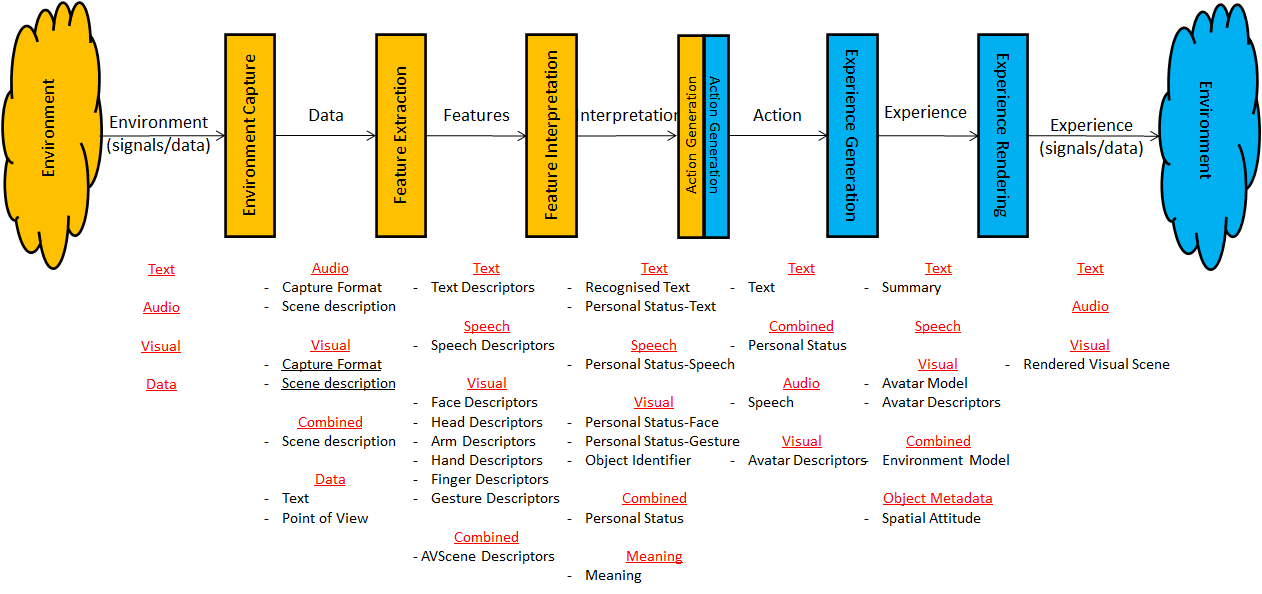 Environment
Environment
(signals/data)
Environment Capture
Data
Feature Extraction
Features
Feature Interpretation
Interpretation
Action Generation
Action Generation
Action
Experience Generation
Experience
Experience Rendering
Experience
(signals/data)
Environment
Text
Audio
Visual
Data
Audio
- Capture Format
- Scene description
Visual
- Capture Format
- Scene description
Combined
- Scene description
Data
- Text
- Point of View
Text
- Text Descriptors
Speech
- Speech Descriptors
Visual
- Face Descriptors
- Head Descriptors
- Arm Descriptors
- Hand Descriptors
- Finger Descriptors
- Gesture Descriptors
Combined
- AVScene Descriptors
Text
- Recognised Text
- Personal Status-Text
Speech
- Personal Status-Speech
Visual
- Personal Status-Face
- Personal Status-Gesture
- Object Identifier
Combined
- Personal Status
Meaning
- Meaning
Text
- Text
Combined
- Personal Status
Audio
- Speech
Visual
- Avatar Descriptors
Text
- Summary
Speech
Visual
- Avatar Model
- Avatar Descriptors
Combined
- Environment Model
Object Metadata
- Spatial Attitude
Text
Audio
Visual
- Rendered Visual Scene